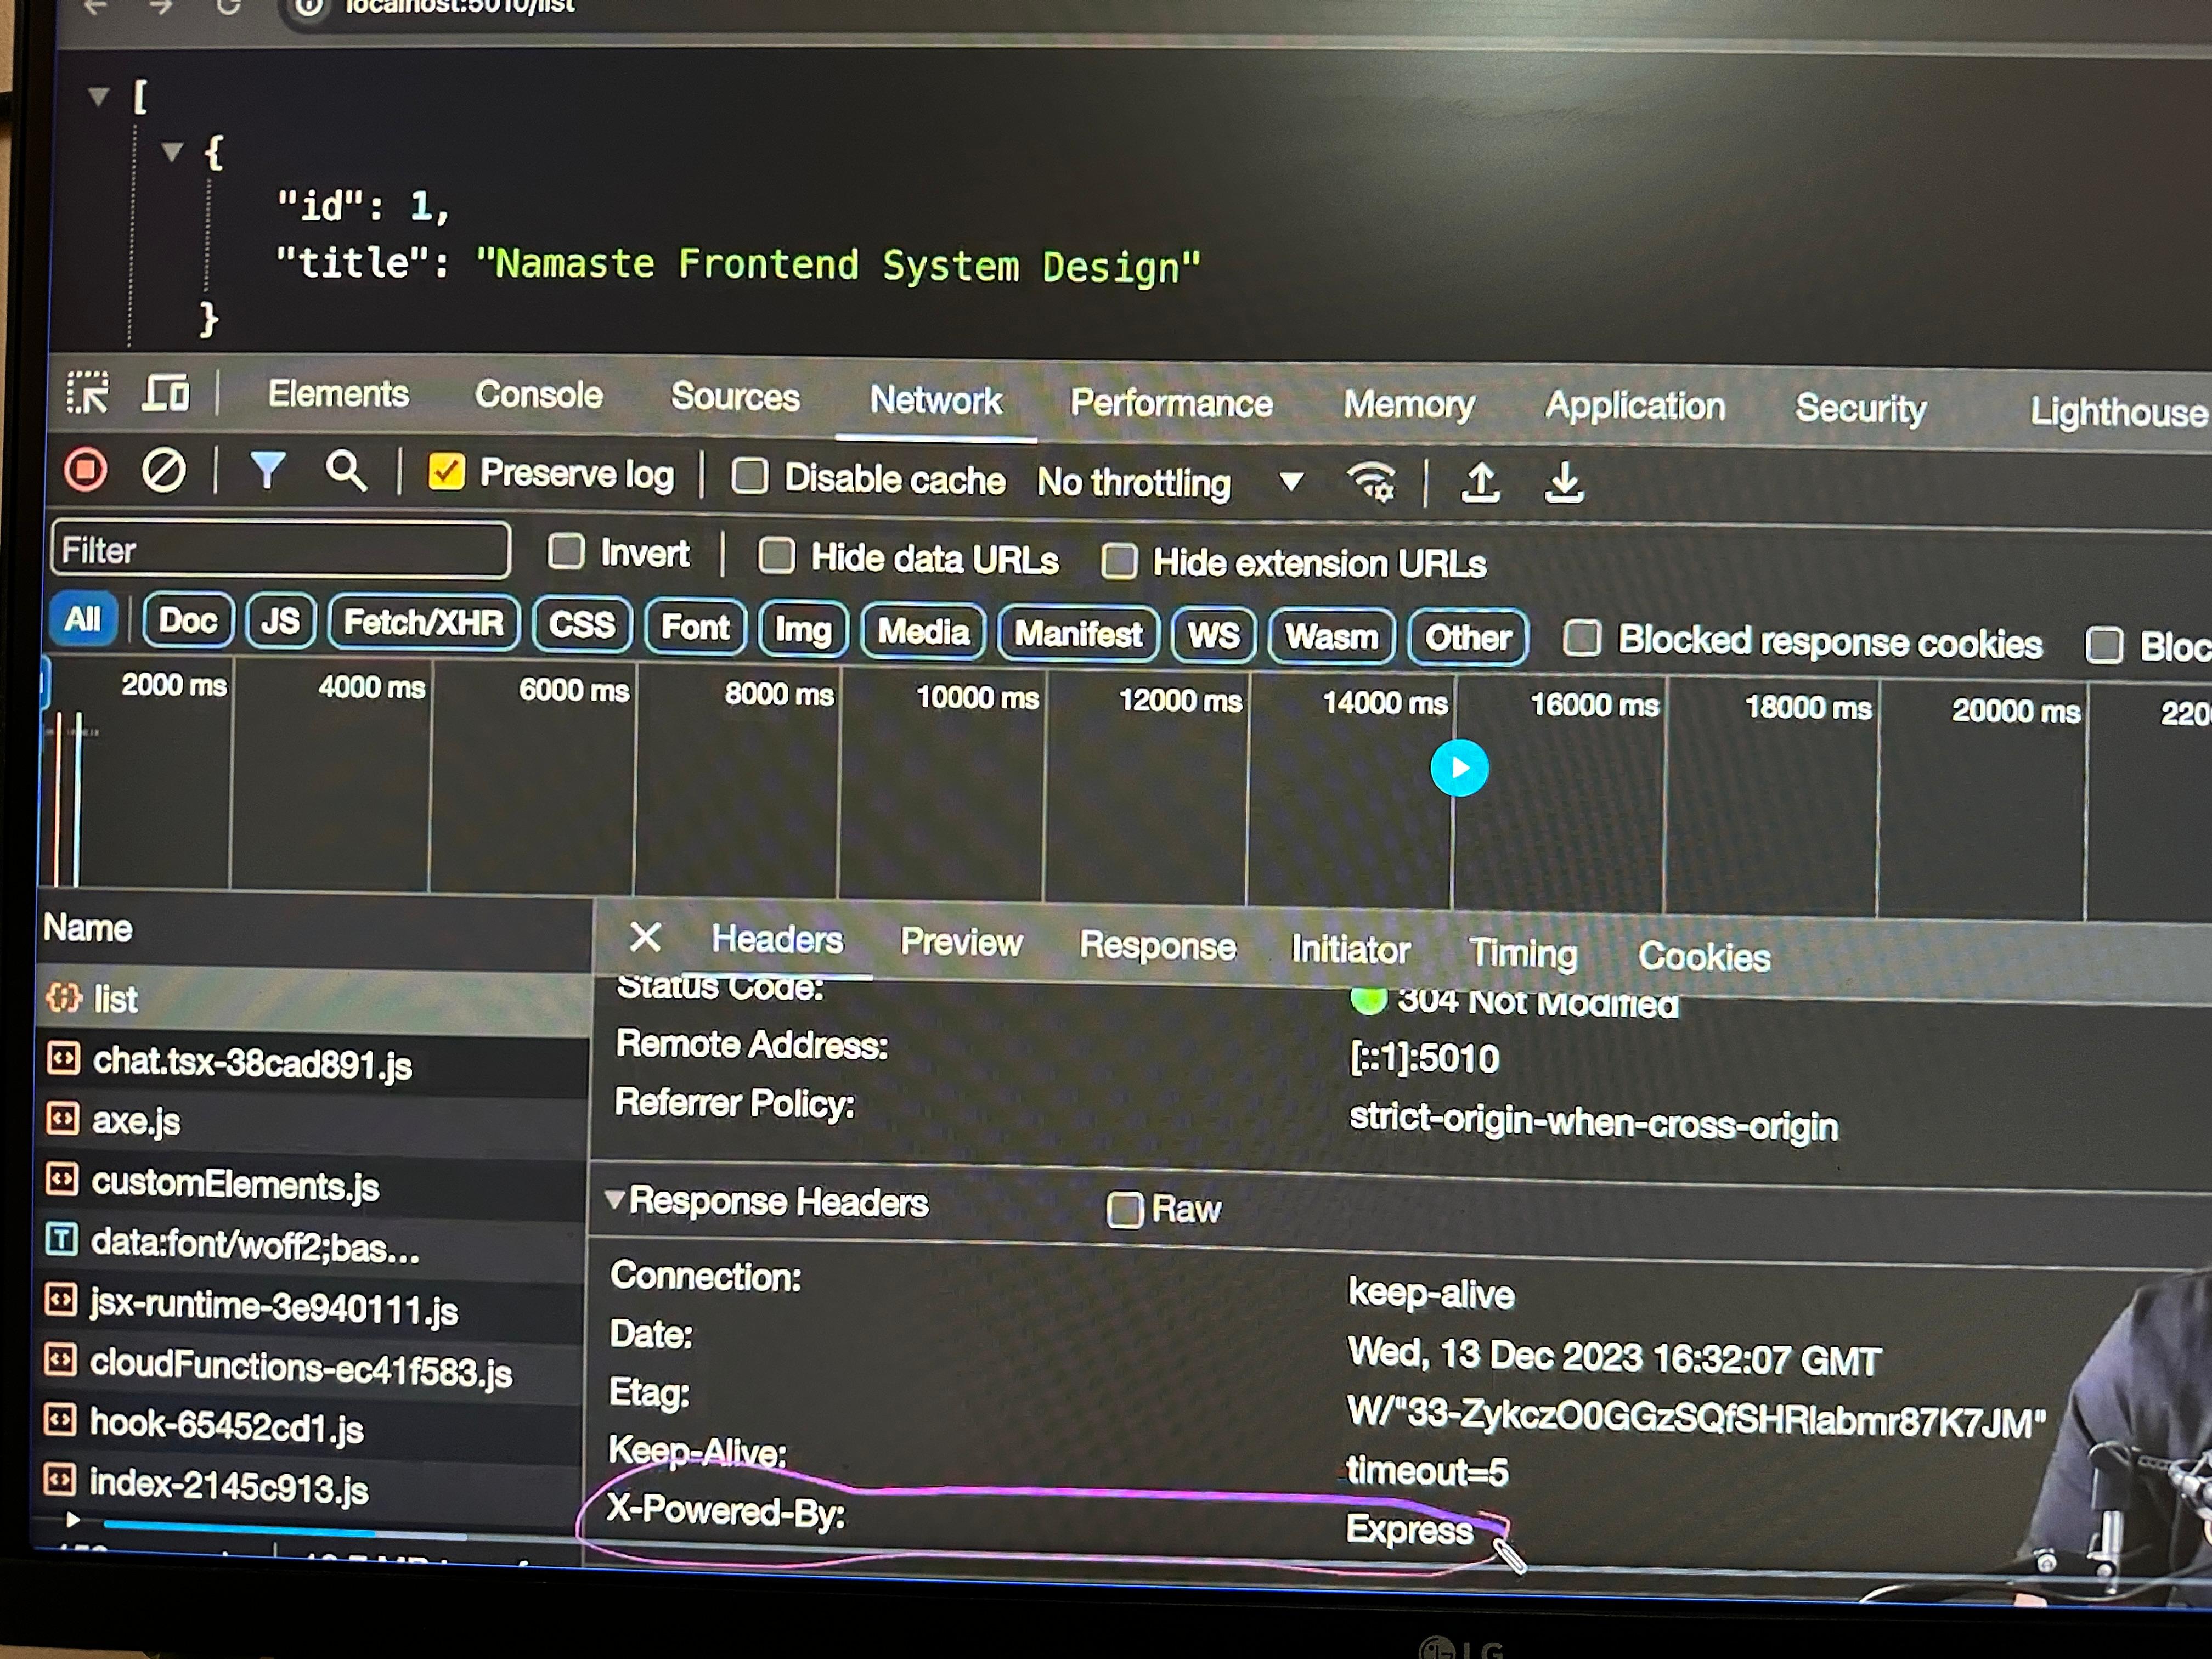 localhost:5010/list
[
{
"id": 1,
"title": "Namaste Frontend System Design"
}
Elements Console Sources Network Performance Memory Application Security Lighthouse
Preserve log Disable cache No throttling
Filter Invert Hide data URLs Hide extension URLs
All Doc JS Fetch/XHR CSS Font Img Media Manifest WS Wasm Other Blocked response cookies Bloc
2000 ms 4000 ms 6000 ms 8000 ms 10000 ms 12000 ms 14000 ms 16000 ms 18000 ms 20000 ms 220
Name
list
chat.tsx-38cad891.js
axe.js
customElements.js
data:font/woff2;bas...
jsx-runtime-3e940111.js
cloudFunctions-ec41f583.js
hook-65452cd1.js
index-2145c913.js
Headers Preview Response Initiator Timing Cookies
Status Code: 304 Not Modified
Remote Address: [::1]:5010
Referrer Policy: strict-origin-when-cross-origin
Response Headers Raw
Connection: keep-alive
Date: Wed, 13 Dec 2023 16:32:07 GMT
Etag: W/"33-ZykczO0GGzSQfSHRlabmr87K7JM"
Keep-Alive: timeout=5
X-Powered-By: Express
LG